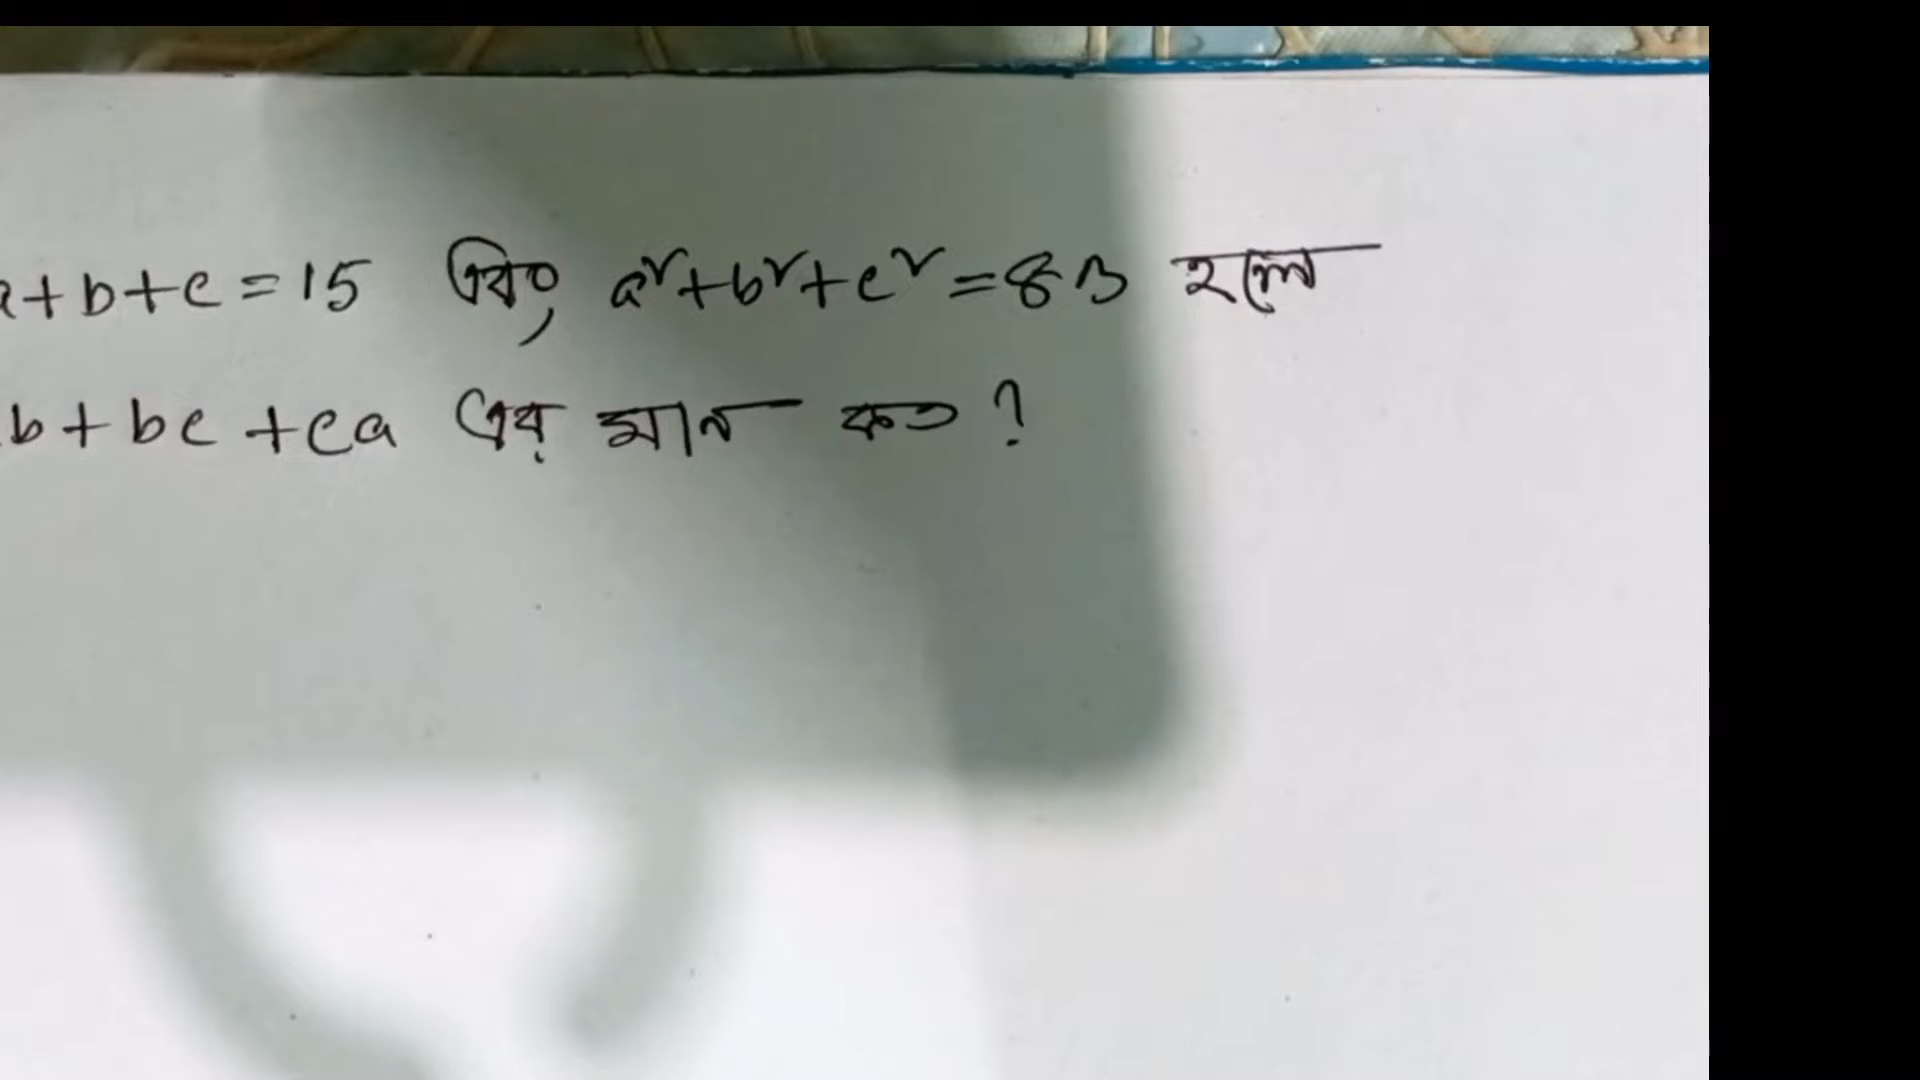 a+b+c=15 এবং a²+b²+c²=83 হলে
b+bc+ca এর মান কত?